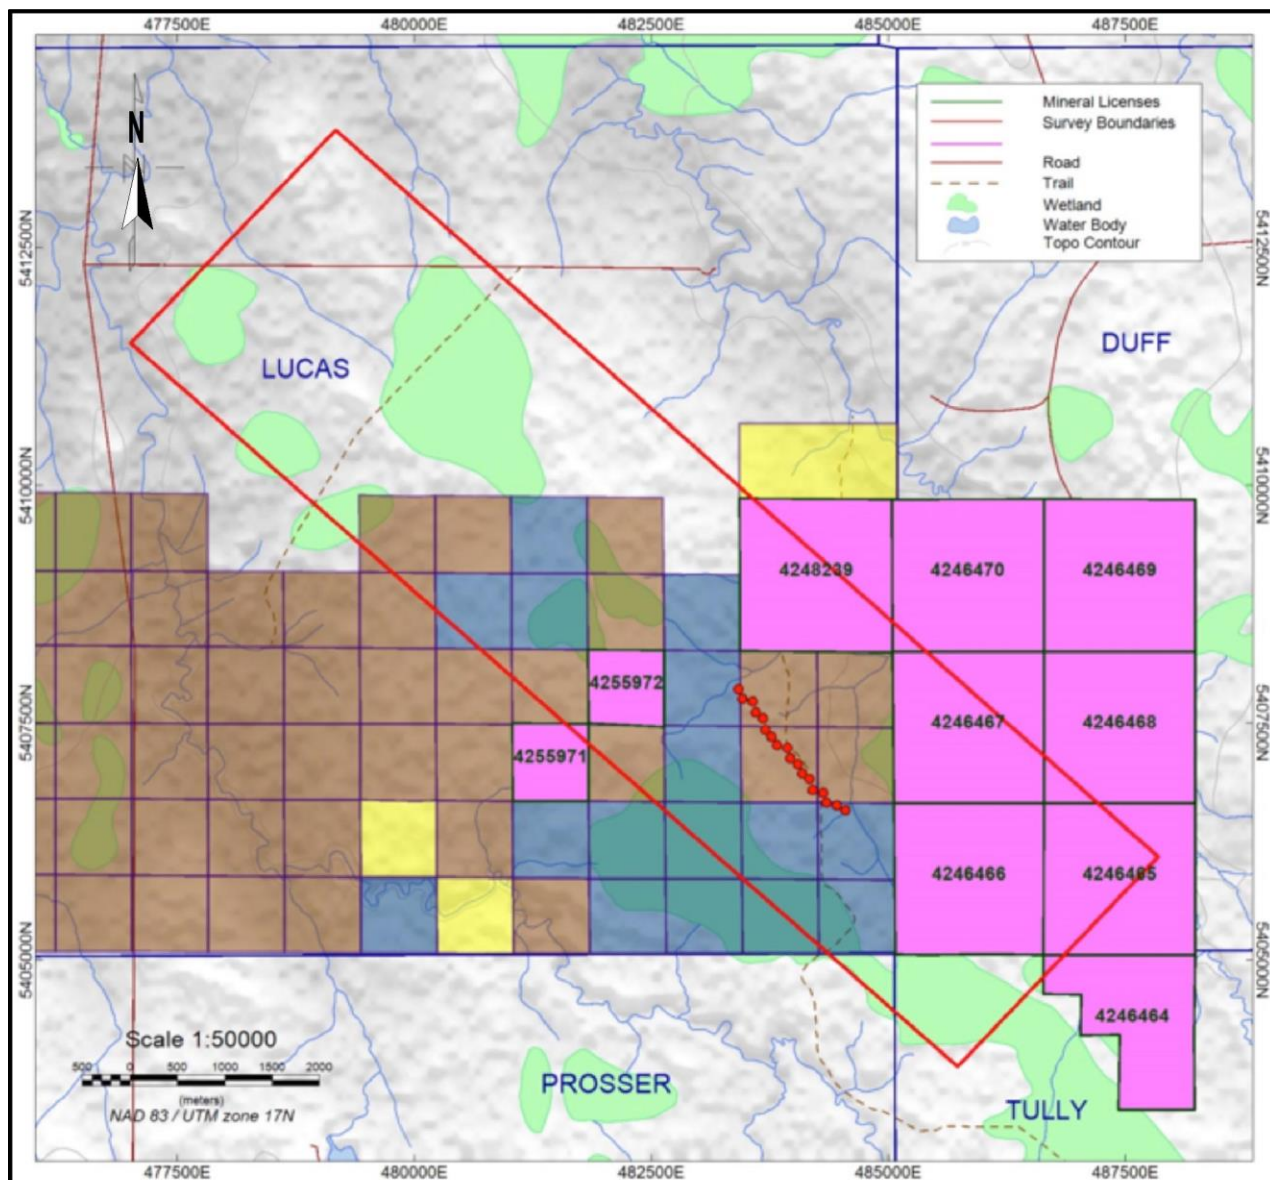 477500E 480000E 482500E 485000E 487500E
N
Mineral Licenses
Survey Boundaries
Road
Trail
Wetland
Water Body
Topo Contour
5412500N
5412500N
DUFF
LUCAS
5410000N
5410000N
4248239 4246470 4246469
4255972
5407500N
4246467 4246468
5407500N
4255971
4246466 4246465
5405000N
5405000N
4246464
Scale 1:50000
500 0 500 1000 1500 2000
(meters)
NAD 83 / UTM zone 17N
PROSSER
TULLY
477500E 480000E 482500E 485000E 487500E